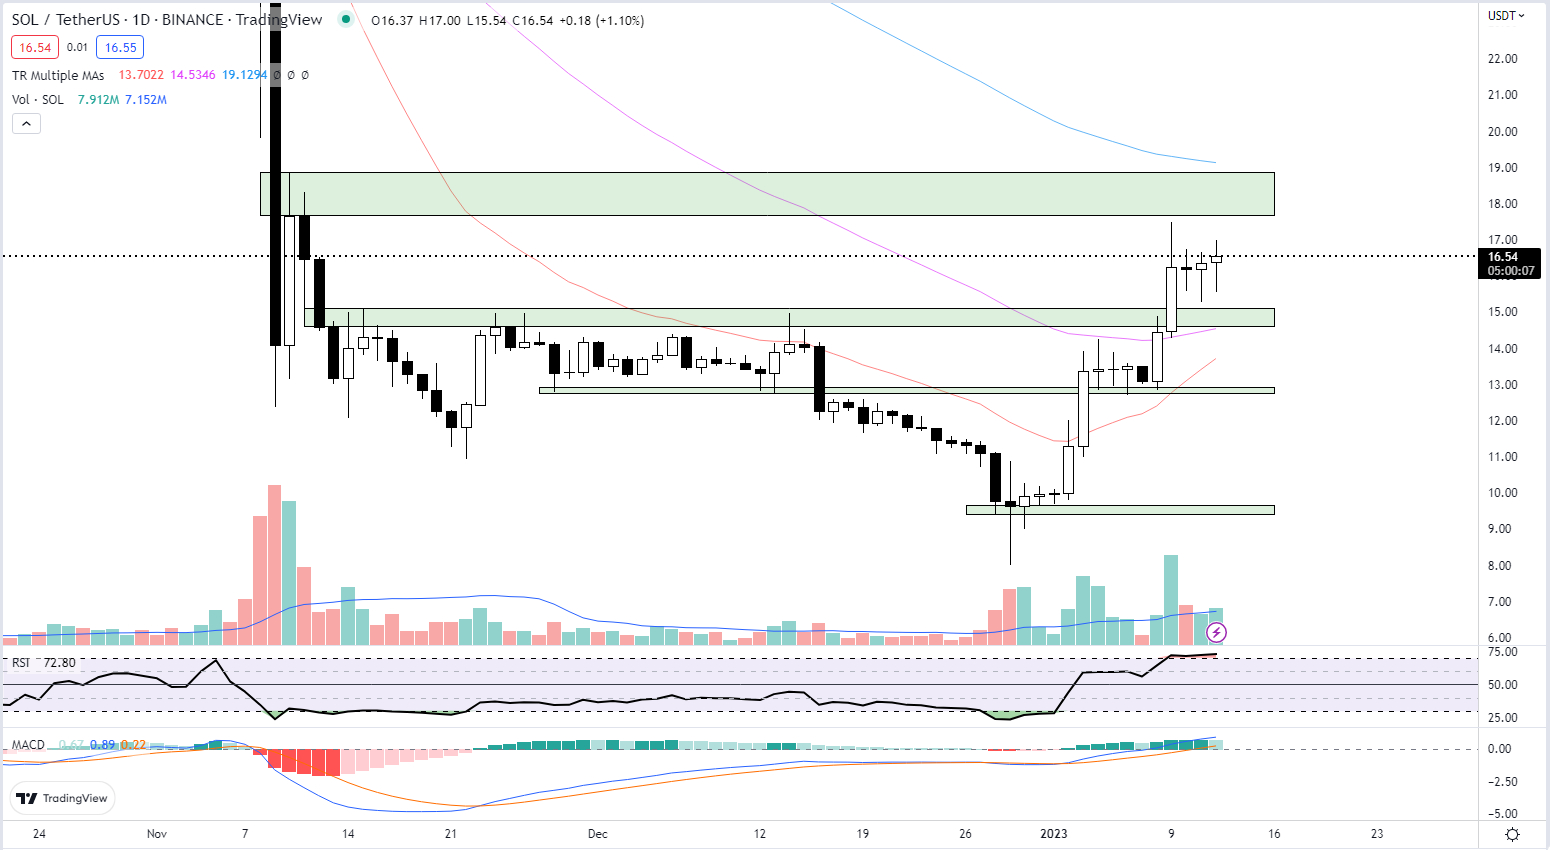 SOL / TetherUS · 1D · BINANCE · TradingView O16.37 H17.00 L15.54 C16.54 +0.18 (+1.10%)
USDT
16.54 0.01 16.55
TR Multiple MAs 13.7022 14.5346 19.1294 ∅ ∅ ∅
Vol · SOL 7.912M 7.152M
22.00
21.00
20.00
19.00
18.00
17.00
16.54
05:00:07
15.00
14.00
13.00
12.00
11.00
10.00
9.00
8.00
7.00
6.00
RSI 72.80
75.00
50.00
25.00
MACD 0.67 0.89 0.22
0.00
−2.50
−5.00
TradingView
24 Nov 7 14 21 Dec 12 19 26 2023 9 16 23